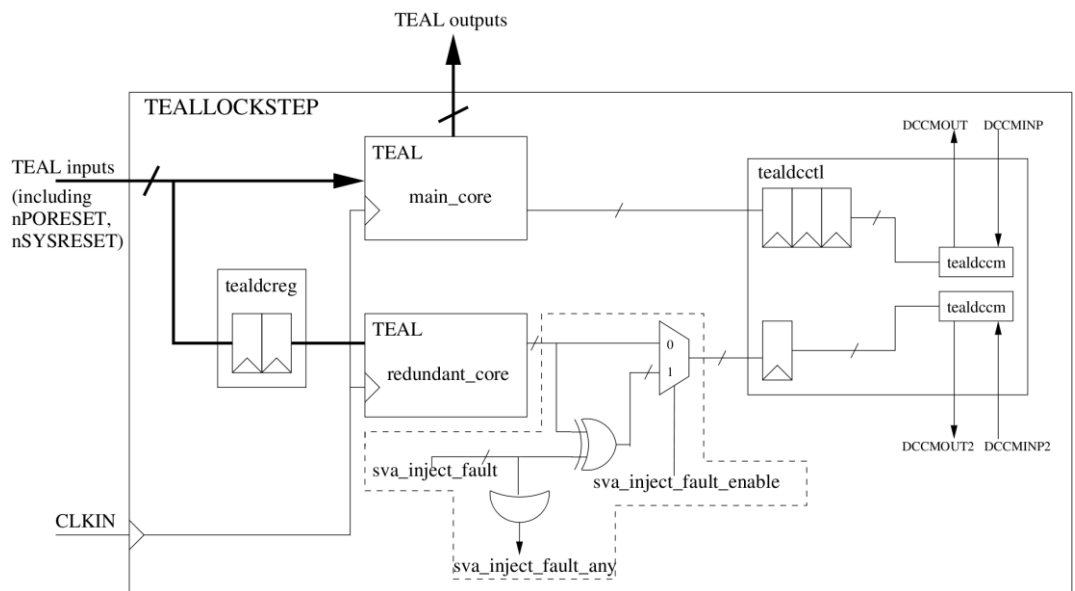 TEAL outputs
TEALLOCKSTEP
DCCMOUT
DCCMINP
TEAL inputs
(including
nPORESET,
nSYSRESET)
TEAL
main_core
tealdcctl
tealdccm
tealdcreg
tealdccm
TEAL
redundant_core
0
1
DCCMOUT2
DCCMINP2
sva_inject_fault
sva_inject_fault_enable
CLKIN
sva_inject_fault_any